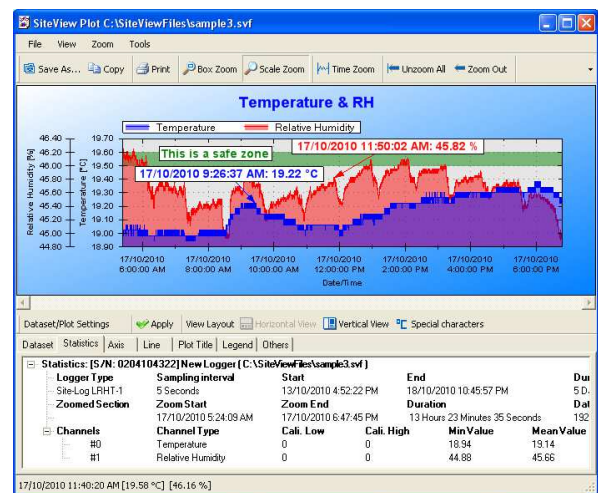 SiteView Plot C:\SiteViewFiles\sample3.svf
File View Zoom Tools
Save As... Copy Print Box Zoom Scale Zoom Time Zoom Unzoom All Zoom Out
Temperature & RH
Temperature Relative Humidity
Relative Humidity [%]
46.40
46.20
46.00
45.80
45.60
45.40
45.20
45.00
44.80
Temperature [°C]
19.70
19.60
19.50
19.40
19.30
19.20
19.10
19.00
18.90
17/10/2010 11:50:02 AM: 45.82 %
This is a safe zone
17/10/2010 9:26:37 AM: 19.22 °C
17/10/2010 17/10/2010 17/10/2010 17/10/2010 17/10/2010 17/10/2010 17/10/2010
6:00:00 AM 8:00:00 AM 10:00:00 AM 12:00:00 PM 2:00:00 PM 4:00:00 PM 6:00:00 PM
Date/Time
Dataset/Plot Settings Apply View Layout Horizontal View Vertical View °C Special characters
Dataset Statistics Axis Line Plot Title Legend Others
Statistics: [S/N: 0204104322] New Logger [ C:\SiteViewFiles\sample3.svf ]
Logger Type Sampling interval Start End Dur
Site-Log LRHT-1 5 Seconds 13/10/2010 4:52:22 PM 18/10/2010 10:45:57 PM 5 D
Zoomed Section Zoom Start Zoom End Duration Dat
17/10/2010 5:24:09 AM 17/10/2010 6:47:45 PM 13 Hours 23 Minutes 35 Seconds 192
Channels Channel Type Cali. Low Cali. High Min Value Mean Value
#0 Temperature 0 0 18.94 19.14
#1 Relative Humidity 0 0 44.88 45.66
17/10/2010 11:40:20 AM [19.58 °C] [46.16 %]